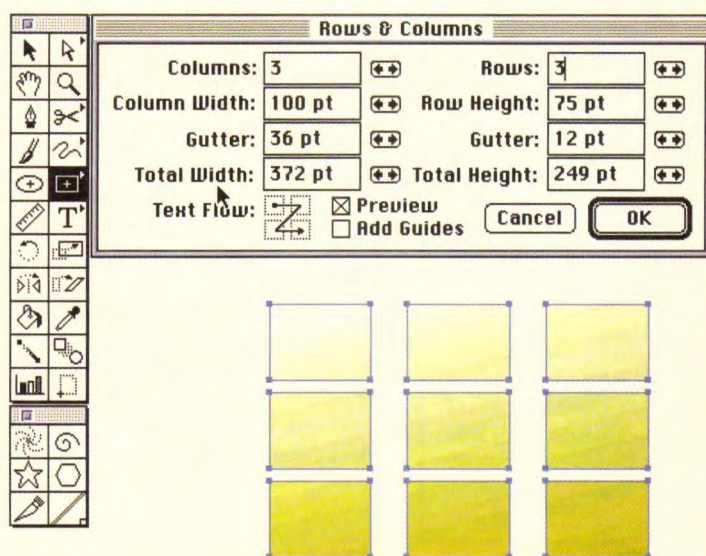 Rows & Columns
Columns: 3 Rows: 3
Column Width: 100 pt Row Height: 75 pt
Gutter: 36 pt Gutter: 12 pt
Total Width: 372 pt Total Height: 249 pt
Text Flow: Preview Cancel OK
Add Guides
T